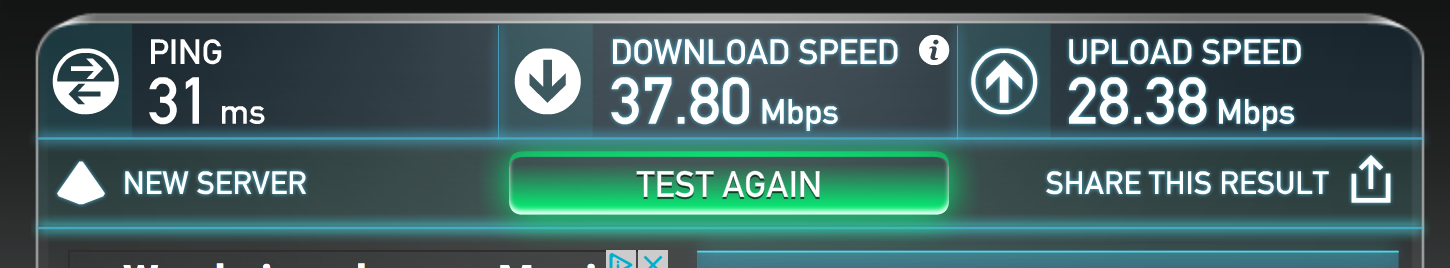 PING
31 ms
DOWNLOAD SPEED
37.80 Mbps
UPLOAD SPEED
28.38 Mbps
NEW SERVER
TEST AGAIN
SHARE THIS RESULT